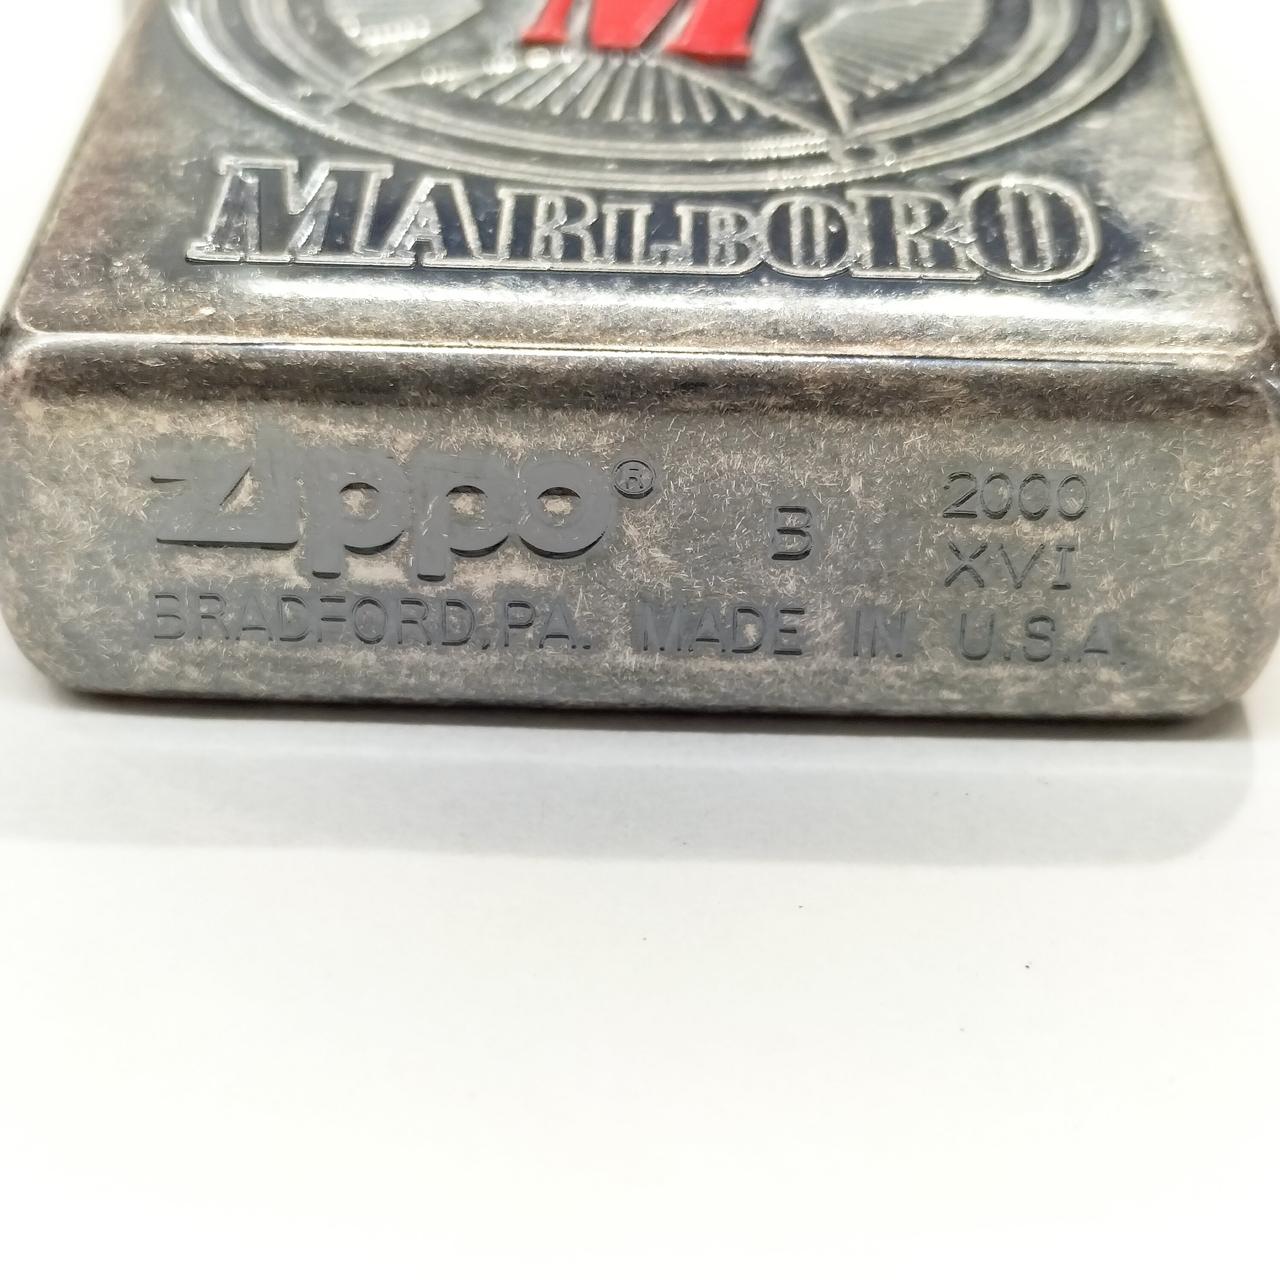 M
MARLBORO
Zippo® B 2000
XVI
BRADFORD,PA. MADE IN U.S.A.